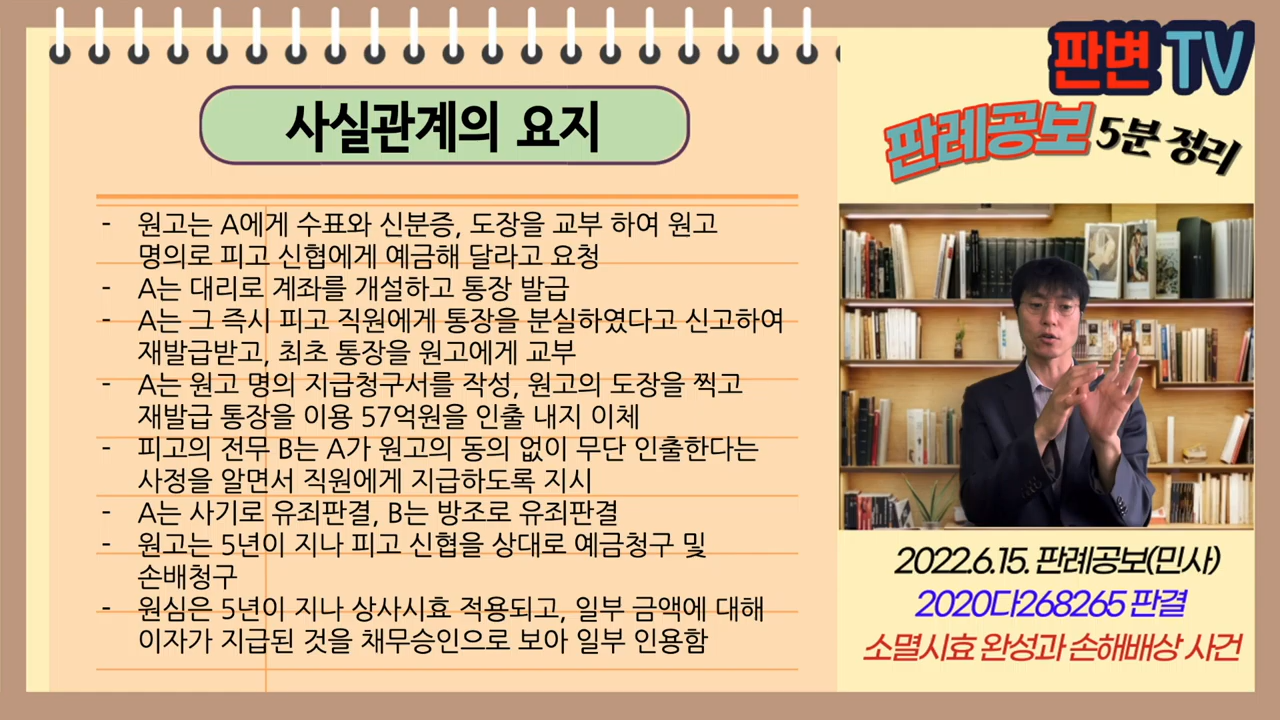 사실관계의 요지
- 원고는 A에게 수표와 신분증, 도장을 교부 하여 원고
명의로 피고 신협에게 예금해 달라고 요청
- A는 대리로 계좌를 개설하고 통장 발급
- A는 그 즉시 피고 직원에게 통장을 분실하였다고 신고하여
재발급받고, 최초 통장을 원고에게 교부
- A는 원고 명의 지급청구서를 작성, 원고의 도장을 찍고
재발급 통장을 이용 57억원을 인출 내지 이체
- 피고의 전무 B는 A가 원고의 동의 없이 무단 인출한다는
사정을 알면서 직원에게 지급하도록 지시
- A는 사기로 유죄판결, B는 방조로 유죄판결
- 원고는 5년이 지나 피고 신협을 상대로 예금청구 및
손배청구
- 원심은 5년이 지나 상사시효 적용되고, 일부 금액에 대해
이자가 지급된 것을 채무승인으로 보아 일부 인용함
판변 TV
판례공보 5분 정리
2022.6.15. 판례공보(민사)
2020다268265 판결
소멸시효 완성과 손해배상 사건